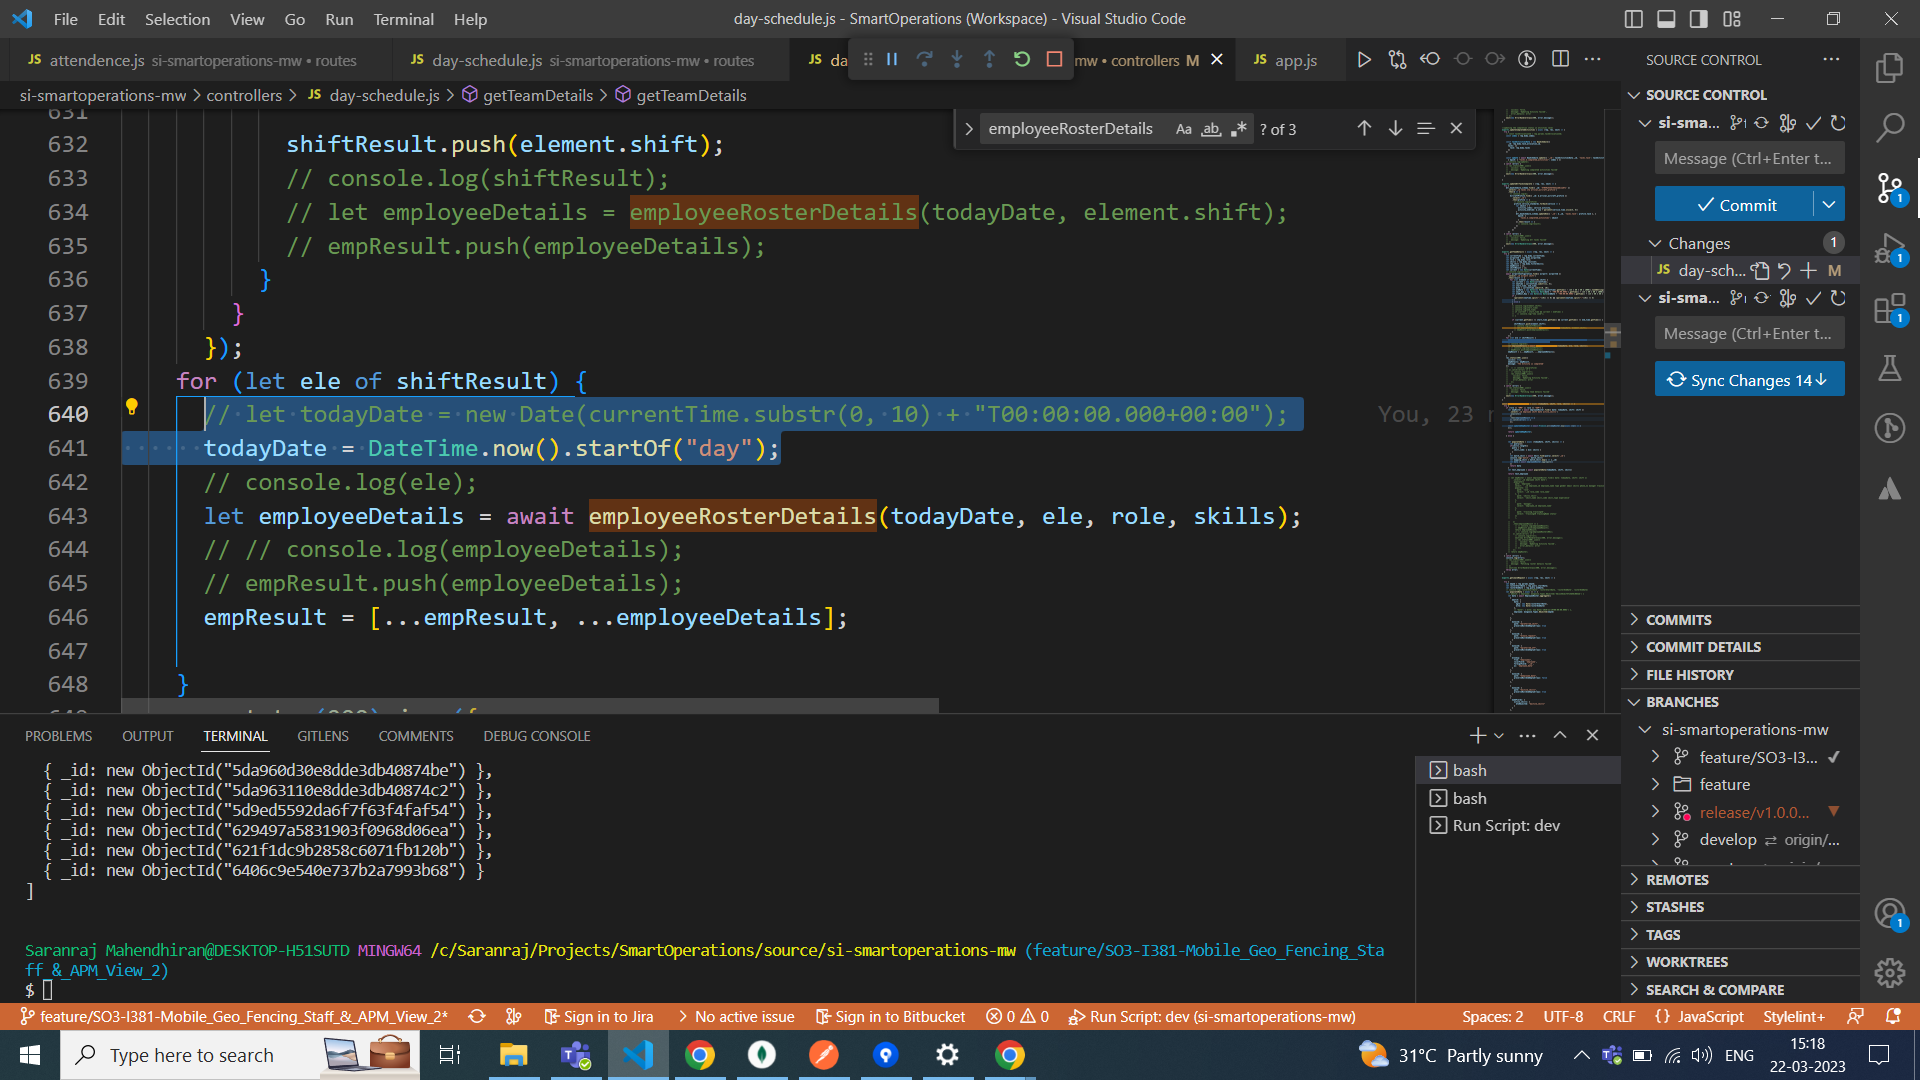 File Edit Selection View Go Run Terminal Help
day-schedule.js - SmartOperations (Workspace) - Visual Studio Code
JS attendence.js si-smartoperations-mw • routes
JS day-schedule.js si-smartoperations-mw • routes
JS da
mw • controllers M
JS app.js
si-smartoperations-mw > controllers > JS day-schedule.js > getTeamDetails > getTeamDetails
employeeRosterDetails Aa ab ? of 3
631
632 shiftResult.push(element.shift);
633 // console.log(shiftResult);
634 // let employeeDetails = employeeRosterDetails(todayDate, element.shift);
635 // empResult.push(employeeDetails);
636 }
637 }
638 });
639 for (let ele of shiftResult) {
640 // let todayDate = new Date(currentTime.substr(0, 10) + "T00:00:00.000+00:00"); You, 23
641 todayDate = DateTime.now().startOf("day");
642 // console.log(ele);
643 let employeeDetails = await employeeRosterDetails(todayDate, ele, role, skills);
644 // // console.log(employeeDetails);
645 // empResult.push(employeeDetails);
646 empResult = [...empResult, ...employeeDetails];
647
648 }
PROBLEMS OUTPUT TERMINAL GITLENS COMMENTS DEBUG CONSOLE
{ _id: new ObjectId("5da960d30e8dde3db40874be") },
{ _id: new ObjectId("5da963110e8dde3db40874c2") },
{ _id: new ObjectId("5d9ed5592da6f7f63f4faf54") },
{ _id: new ObjectId("629497a5831903f0968d06ea") },
{ _id: new ObjectId("621f1dc9b2858c6071fb120b") },
{ _id: new ObjectId("6406c9e540e737b2a7993b68") }
]
Saranraj Mahendhiran@DESKTOP-H51SUTD MINGW64 /c/Saranraj/Projects/SmartOperations/source/si-smartoperations-mw (feature/SO3-I381-Mobile_Geo_Fencing_Sta
ff_&_APM_View_2)
$
bash
bash
Run Script: dev
SOURCE CONTROL
SOURCE CONTROL
si-sma...
Message (Ctrl+Enter t...
Commit
Changes 1
JS day-sch... M
si-sma...
Message (Ctrl+Enter t...
Sync Changes 14↓
COMMITS
COMMIT DETAILS
FILE HISTORY
BRANCHES
si-smartoperations-mw
feature/SO3-I3...
feature
release/v1.0.0...
develop ⇄ origin/...
REMOTES
STASHES
TAGS
WORKTREES
SEARCH & COMPARE
1
1
1
1
feature/SO3-I381-Mobile_Geo_Fencing_Staff_&_APM_View_2* Sign in to Jira No active issue Sign in to Bitbucket 0 0 Run Script: dev (si-smartoperations-mw) Spaces: 2 UTF-8 CRLF {} JavaScript Stylelint+
Type here to search
31°C Partly sunny ENG
15:18
22-03-2023